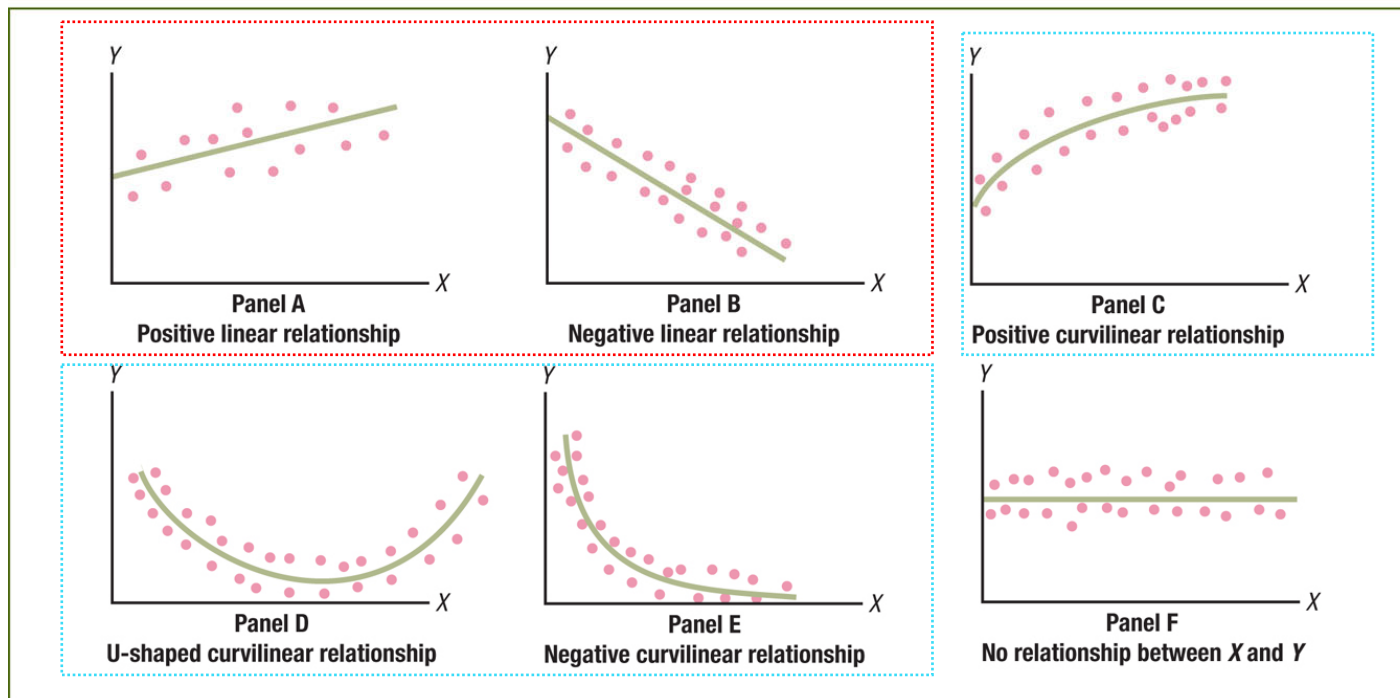 Y
X
Panel A
Positive linear relationship
Y
X
Panel B
Negative linear relationship
Y
X
Panel C
Positive curvilinear relationship
Y
X
Panel D
U-shaped curvilinear relationship
Y
X
Panel E
Negative curvilinear relationship
Y
X
Panel F
No relationship between X and Y